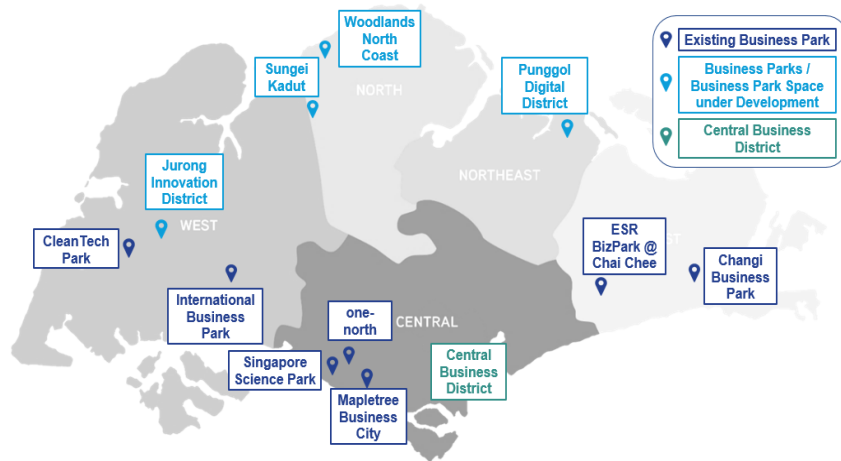 Woodlands
North
Coast
Existing Business Park
Sungei
Kadut
Punggol
Digital
District
Business Parks /
Business Park Space
under Development
NORTH
Central Business
District
Jurong
Innovation
District
NORTHEAST
WEST
CleanTech
Park
ESR
BizPark @
Chai Chee
ST
Changi
Business
Park
International
Business
Park
one-
north
CENTRAL
Singapore
Science Park
Central
Business
District
Mapletree
Business
City